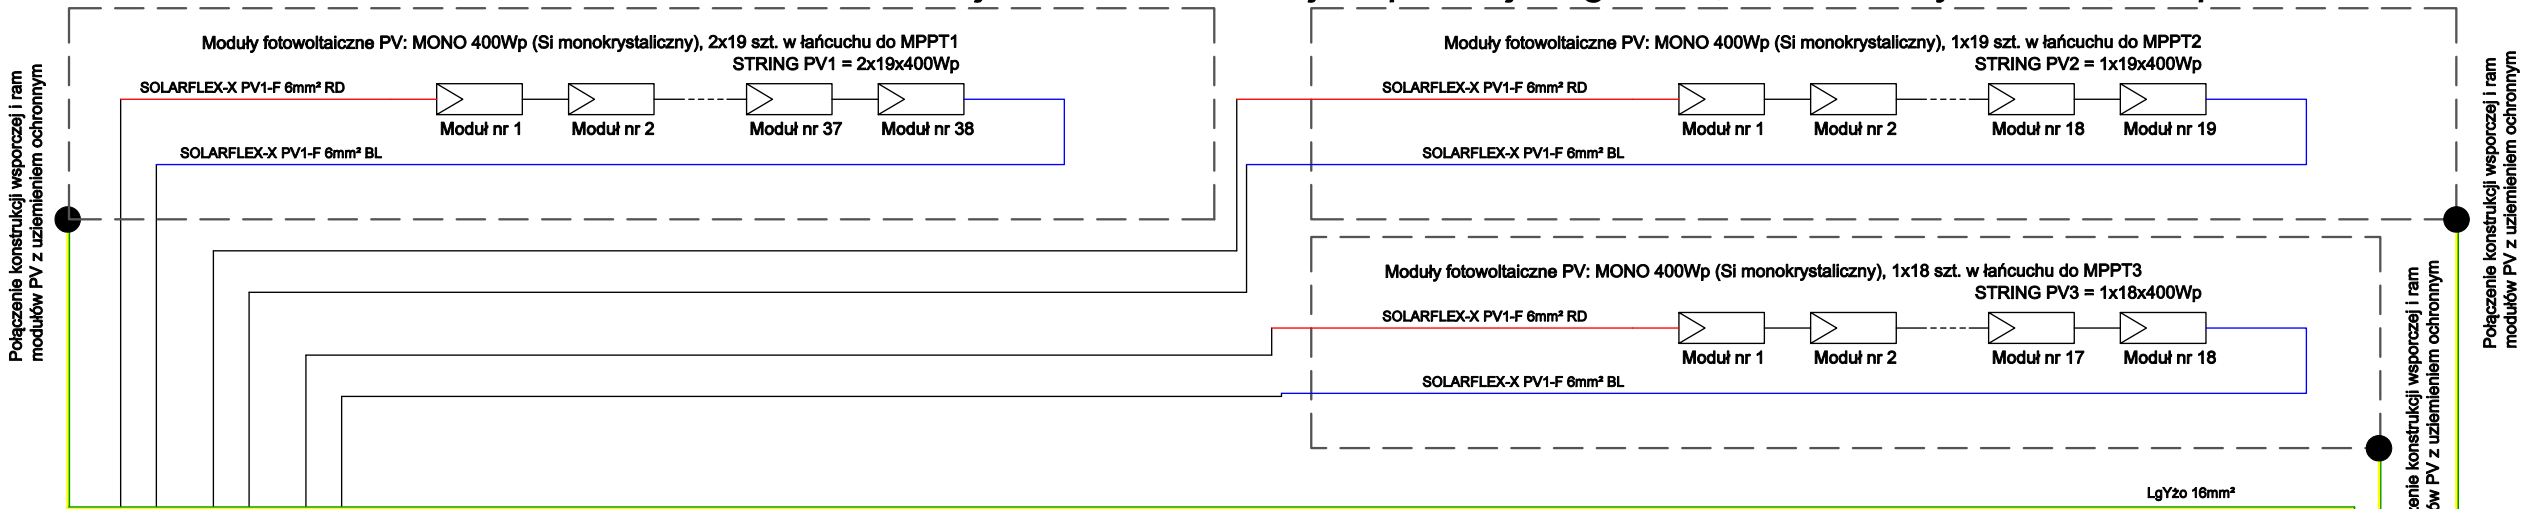 Moduły fotowoltaiczne PV: MONO 400Wp (Si monokrystaliczny), 2x19 szt. w łańcuchu do MPPT1
STRING PV1 = 2x19x400Wp
SOLARFLEX-X PV1-F 6mm² RD
Moduł nr 1
Moduł nr 2
Moduł nr 37
Moduł nr 38
SOLARFLEX-X PV1-F 6mm² BL
Połączenie konstrukcji wsporczej i ram
modułów PV z uziemieniem ochronnym
Moduły fotowoltaiczne PV: MONO 400Wp (Si monokrystaliczny), 1x19 szt. w łańcuchu do MPPT2
STRING PV2 = 1x19x400Wp
SOLARFLEX-X PV1-F 6mm² RD
Moduł nr 1
Moduł nr 2
Moduł nr 18
Moduł nr 19
SOLARFLEX-X PV1-F 6mm² BL
Połączenie konstrukcji wsporczej i ram
modułów PV z uziemieniem ochronnym
Moduły fotowoltaiczne PV: MONO 400Wp (Si monokrystaliczny), 1x18 szt. w łańcuchu do MPPT3
STRING PV3 = 1x18x400Wp
SOLARFLEX-X PV1-F 6mm² RD
Moduł nr 1
Moduł nr 2
Moduł nr 17
Moduł nr 18
SOLARFLEX-X PV1-F 6mm² BL
konstrukcji wsporczej i ram
PV z uziemieniem ochronnym
LgYżo 16mm²